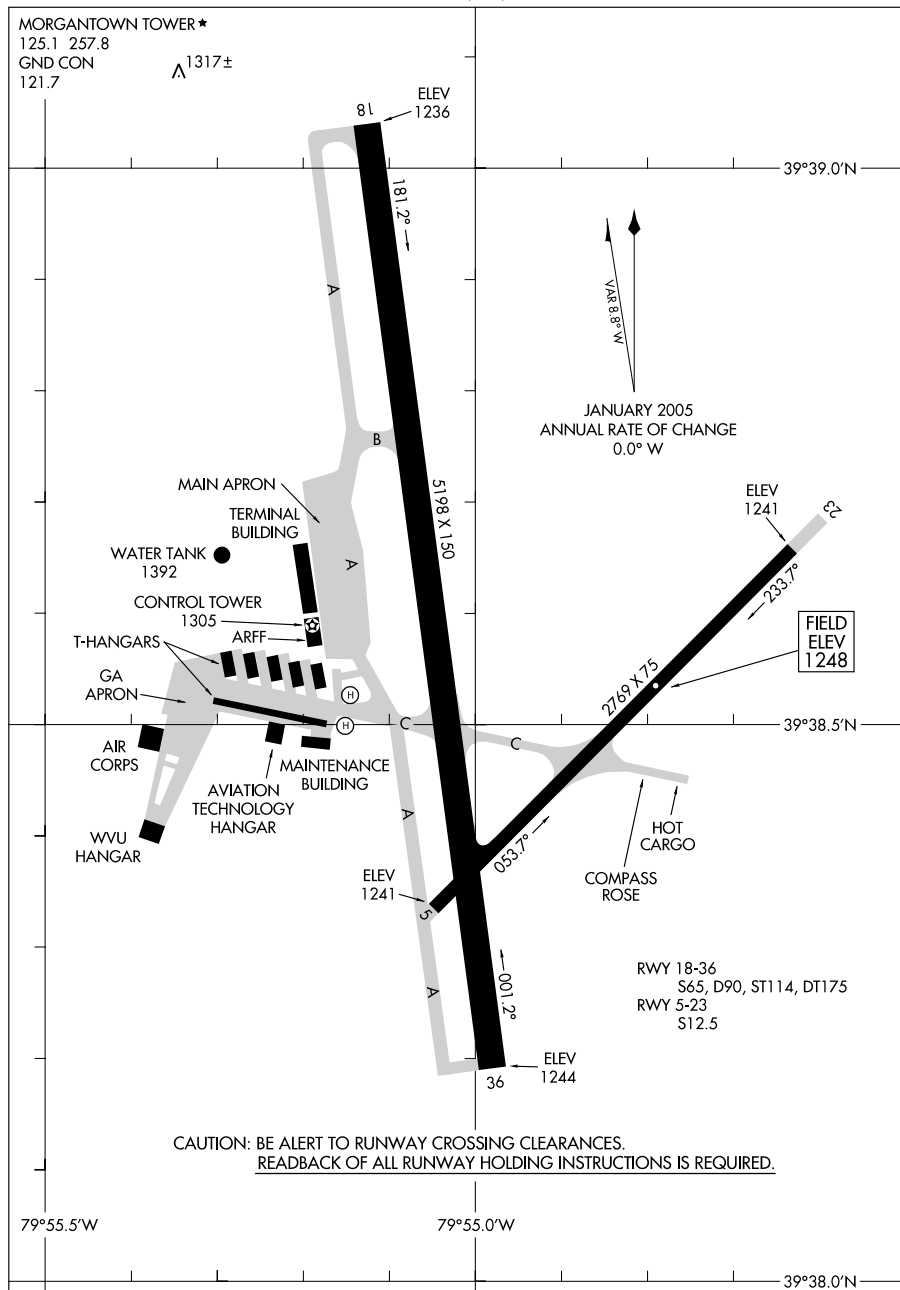 MORGANTOWN TOWER★
125.1 257.8
GND CON
121.7
1317±
ELEV
1236
18
39°39.0'N
181.2°
A
VAR 8.8° W
JANUARY 2005
ANNUAL RATE OF CHANGE
0.0° W
B
MAIN APRON
5198 X 150
TERMINAL
BUILDING
ELEV
1241
23
WATER TANK
1392
A
233.7°
CONTROL TOWER
1305
ARFF
T-HANGARS
FIELD
ELEV
1248
GA
APRON
2769 X 75
H
H
C
39°38.5'N
C
AIR
CORPS
MAINTENANCE
BUILDING
AVIATION
TECHNOLOGY
HANGAR
A
HOT
CARGO
WVU
HANGAR
053.7°
COMPASS
ROSE
ELEV
1241
5
A
001.2°
RWY 18-36
S65, D90, ST114, DT175
RWY 5-23
S12.5
ELEV
1244
36
CAUTION: BE ALERT TO RUNWAY CROSSING CLEARANCES.
READBACK OF ALL RUNWAY HOLDING INSTRUCTIONS IS REQUIRED.
79°55.5'W
79°55.0'W
39°38.0'N